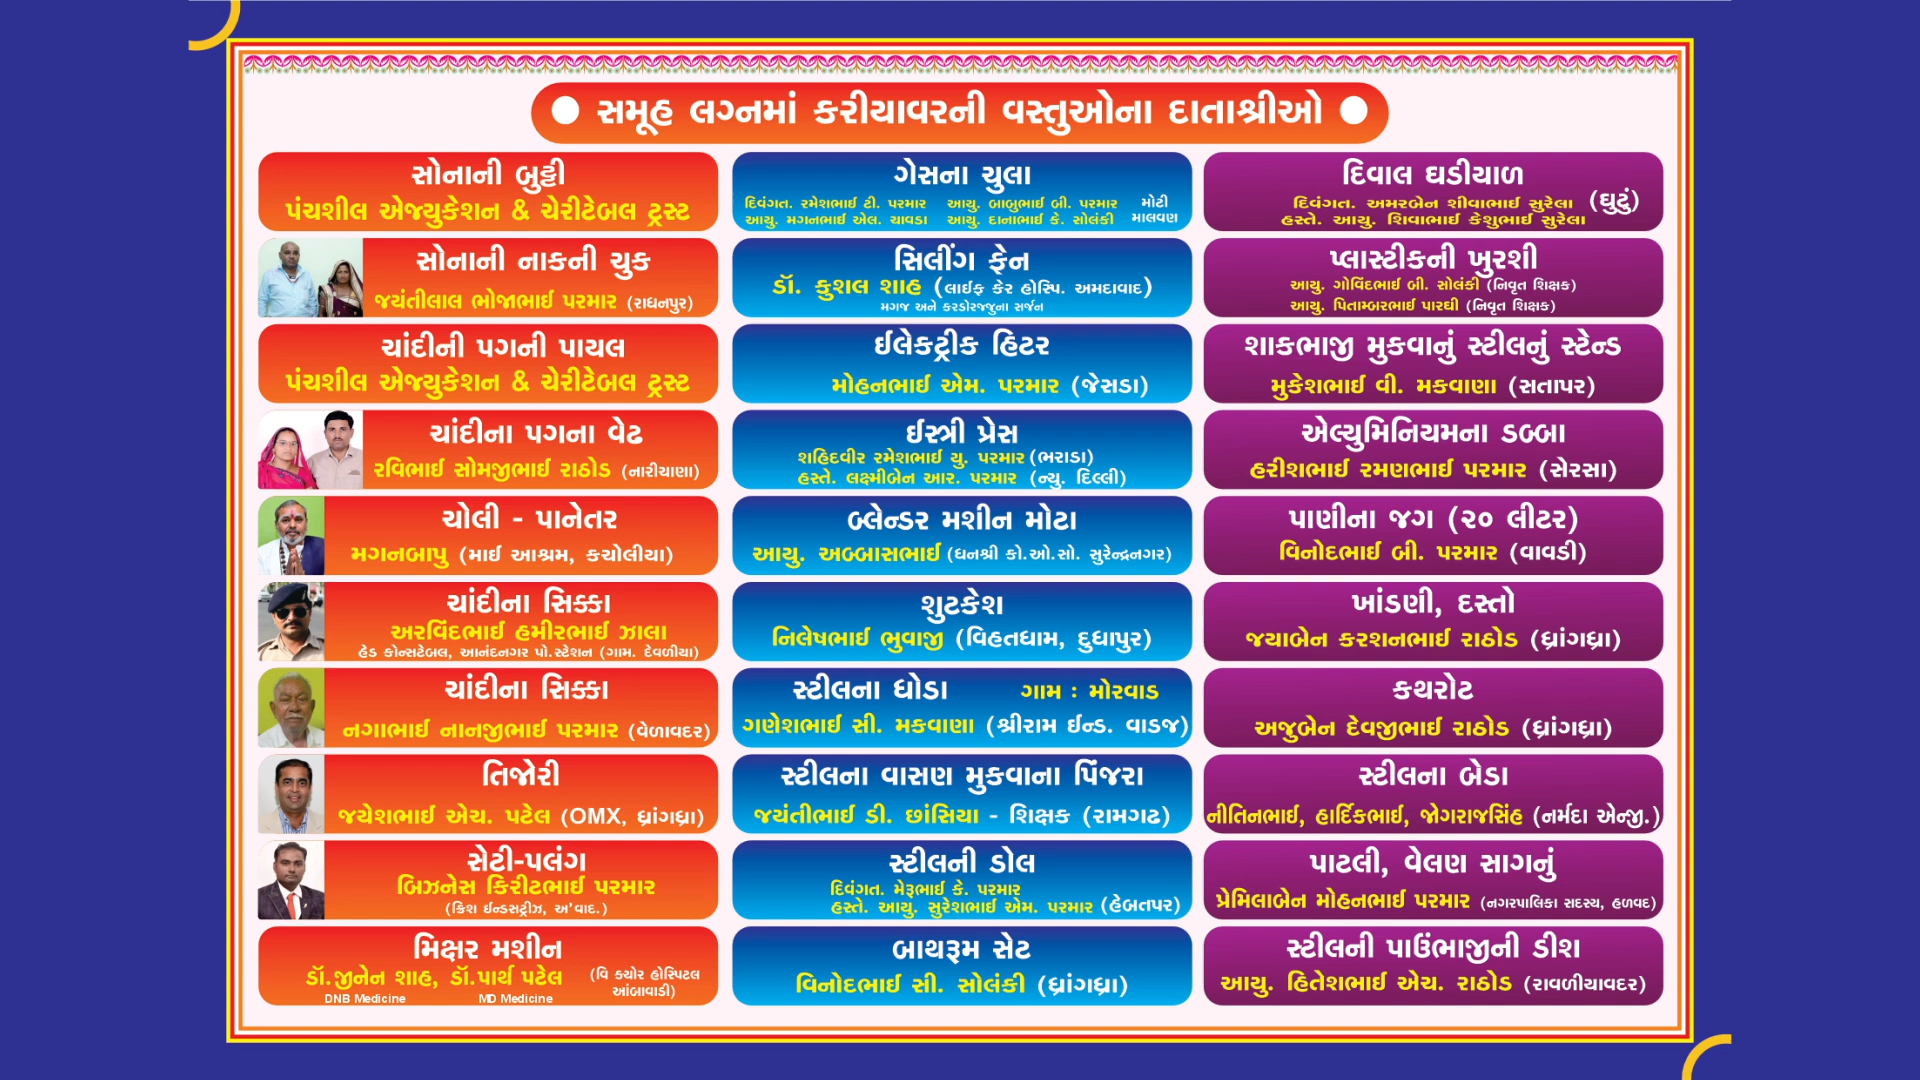 સમૂહ લગ્નમાં કરીયાવરની વસ્તુઓના દાતાશ્રીઓ
સોનાની બુટ્ટી
પંચશીલ એજ્યુકેશન & ચેરીટેબલ ટ્રસ્ટ
સોનાની નાકની ચુક
જયંતીલાલ ભોજાભાઈ પરમાર (રાધનપુર)
ચાંદીની પગની પાયલ
પંચશીલ એજ્યુકેશન & ચેરીટેબલ ટ્રસ્ટ
ચાંદીના પગના વેઢ
રવિભાઈ સોમજીભાઈ રાઠોડ (નારીયાણા)
ચોલી - પાનેતર
મગનબાપુ (માઈ આશ્રમ, કચોલીયા)
ચાંદીના સિક્કા
અરવિંદભાઈ હમીરભાઈ ઝાલા
હેડ કોન્સટેબલ, આનંદનગર પો.સ્ટેશન (ગામ. દેવળીયા)
ચાંદીના સિક્કા
નગાભાઈ નાનજીભાઈ પરમાર (વેળાવદર)
તિજોરી
જયેશભાઈ એચ. પટેલ (OMX, ધ્રાંગધ્રા)
સેટી-પલંગ
બિઝનેસ કિરીટભાઈ પરમાર
(ક્રિશ ઈન્ડસટ્રીઝ, અ'વાદ.)
મિક્ષર મશીન
ડૉ.જીનેન શાહ, ડૉ.પાર્થ પટેલ (વિ ક્યોર હોસ્પિટલ
આંબાવાડી)
DNB Medicine MD Medicine
ગેસના ચુલા
દિવંગત. રમેશભાઈ ટી. પરમાર આયુ. બાબુભાઈ બી. પરમાર મોટી
આયુ. મગનભાઈ એલ. ચાવડા આયુ. દાનાભાઈ કે. સોલંકી માલવણ
સિલીંગ ફેન
ડૉ. કુશલ શાહ (લાઈફ કેર હોસ્પિ. અમદાવાદ)
મગજ અને કરડોરજ્જુના સર્જન
ઈલેકટ્રીક હિટર
મોહનભાઈ એમ. પરમાર (જેસડા)
ઈસ્ત્રી પ્રેસ
શહિદવીર રમેશભાઈ યુ. પરમાર (ભરાડા)
હસ્તે. લક્ષ્મીબેન આર. પરમાર (ન્યુ. દિલ્લી)
બ્લેન્ડર મશીન મોટા
આયુ. અબ્બાસભાઈ (ધનશ્રી કો.ઓ.સો. સુરેન્દ્રનગર)
શુટકેશ
નિલેષભાઈ ભુવાજી (વિહતધામ, દુધાપુર)
સ્ટીલના ઘોડા ગામ : મોરવાડ
ગણેશભાઈ સી. મકવાણા (શ્રીરામ ઈન્ડ. વાડજ)
સ્ટીલના વાસણ મુકવાના પિંજરા
જયંતીભાઈ ડી. છાંસિયા - શિક્ષક (રામગઢ)
સ્ટીલની ડોલ
દિવંગત. મેરૂભાઈ કે. પરમાર
હસ્તે. આયુ. સુરેશભાઈ એમ. પરમાર (હેબતપર)
બાથરૂમ સેટ
વિનોદભાઈ સી. સોલંકી (ધ્રાંગધ્રા)
દિવાલ ઘડીયાળ
દિવંગત. અમરબેન શીવાભાઈ સુરેલા (ઘુટું)
હસ્તે. આયુ. શિવાભાઈ કેશુભાઈ સુરેલા
પ્લાસ્ટીકની ખુરશી
આયુ. ગોવિંદભાઈ બી. સોલંકી (નિવૃત શિક્ષક)
આયુ. પિતામ્બરભાઈ પારઘી (નિવૃત શિક્ષક)
શાકભાજી મુકવાનું સ્ટીલનું સ્ટેન્ડ
મુકેશભાઈ વી. મકવાણા (સતાપર)
એલ્યુમિનિયમના ડબ્બા
હરીશભાઈ રમણભાઈ પરમાર (સેરસા)
પાણીના જગ (૨૦ લીટર)
વિનોદભાઈ બી. પરમાર (વાવડી)
ખાંડણી, દસ્તો
જયાબેન કરશનભાઈ રાઠોડ (ધ્રાંગધ્રા)
કથરોટ
અજુબેન દેવજીભાઈ રાઠોડ (ધ્રાંગધ્રા)
સ્ટીલના બેડા
નીતિનભાઈ, હાર્દિકભાઈ, જોગરાજસિંહ (નર્મદા એન્જી.)
પાટલી, વેલણ સાગનું
પ્રેમિલાબેન મોહનભાઈ પરમાર (નગરપાલિકા સદસ્ય, હળવદ)
સ્ટીલની પાઉંભાજીની ડીશ
આયુ. હિતેશભાઈ એચ. રાઠોડ (રાવળીયાવદર)